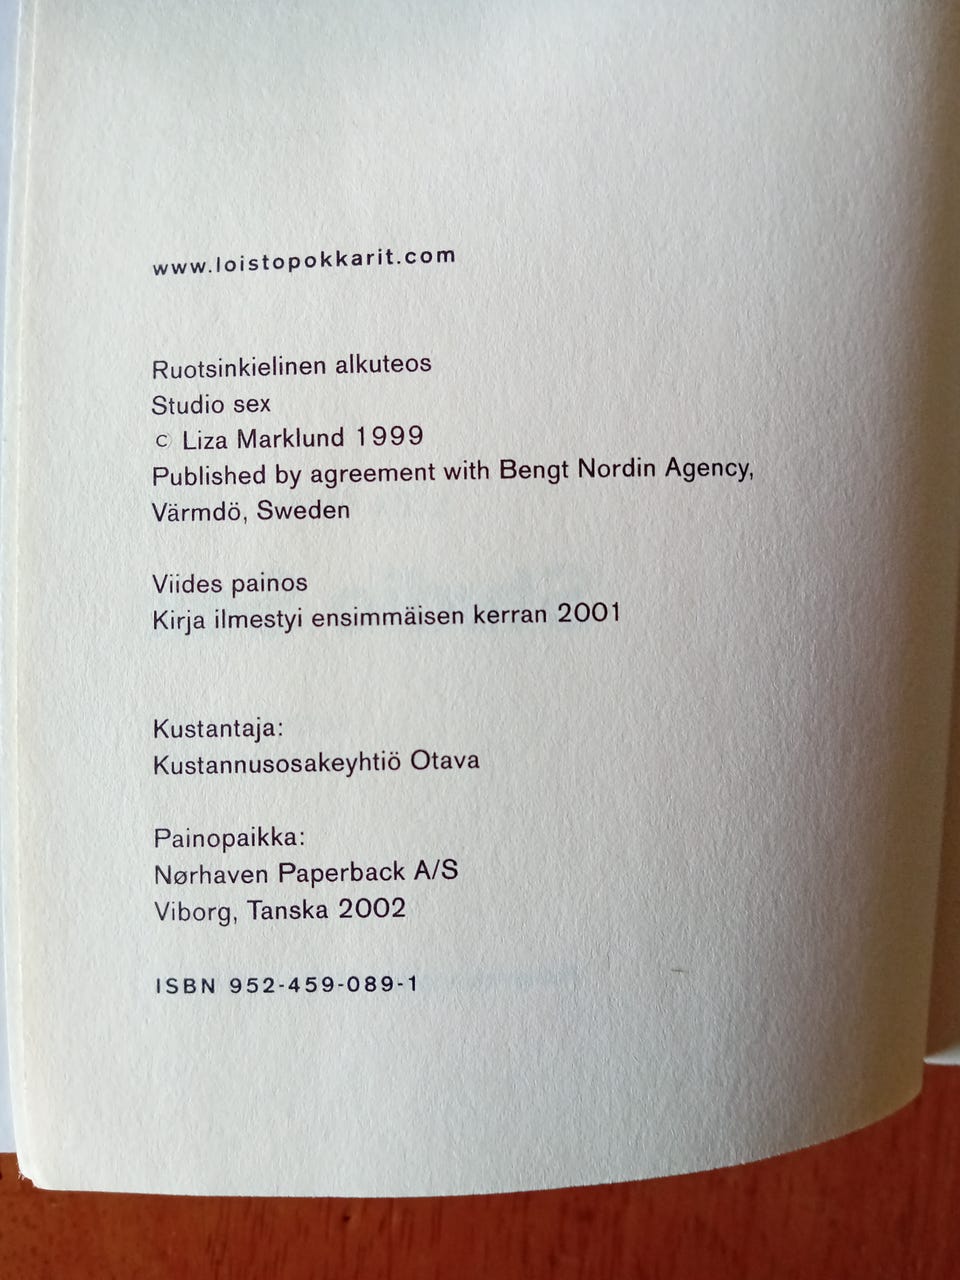 www.loistopokkarit.com
Ruotsinkielinen alkuteos
Studio sex
© Liza Marklund 1999
Published by agreement with Bengt Nordin Agency,
Värmdö, Sweden
Viides painos
Kirja ilmestyi ensimmäisen kerran 2001
Kustantaja:
Kustannusosakeyhtiö Otava
Painopaikka:
Nørhaven Paperback A/S
Viborg, Tanska 2002
ISBN 952-459-089-1